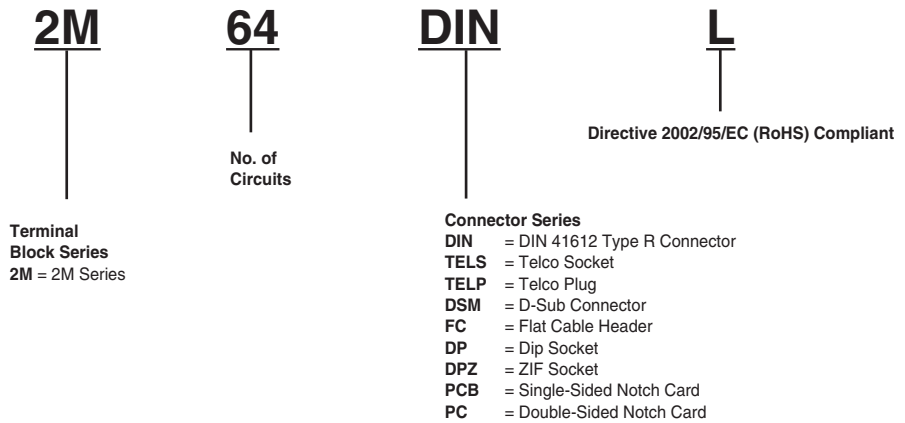 2M 64 DIN L
Directive 2002/95/EC (RoHS) Compliant
No. of
Circuits
Terminal
Block Series
2M = 2M Series
Connector Series
DIN = DIN 41612 Type R Connector
TELS = Telco Socket
TELP = Telco Plug
DSM = D-Sub Connector
FC = Flat Cable Header
DP = Dip Socket
DPZ = ZIF Socket
PCB = Single-Sided Notch Card
PC = Double-Sided Notch Card